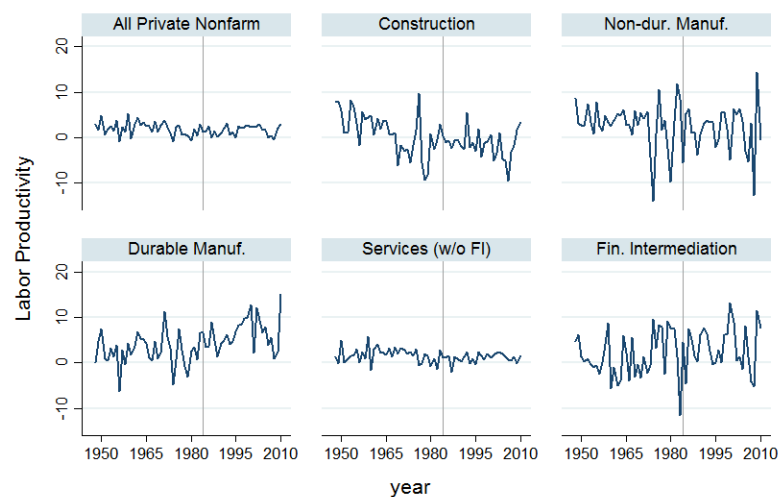 All Private Nonfarm Construction Non-dur. Manuf.
20
10
0
-10
Durable Manuf. Services (w/o FI) Fin. Intermediation
20
10
0
-10
1950 1965 1980 1995 2010 1950 1965 1980 1995 2010 1950 1965 1980 1995 2010
Labor Productivity
year